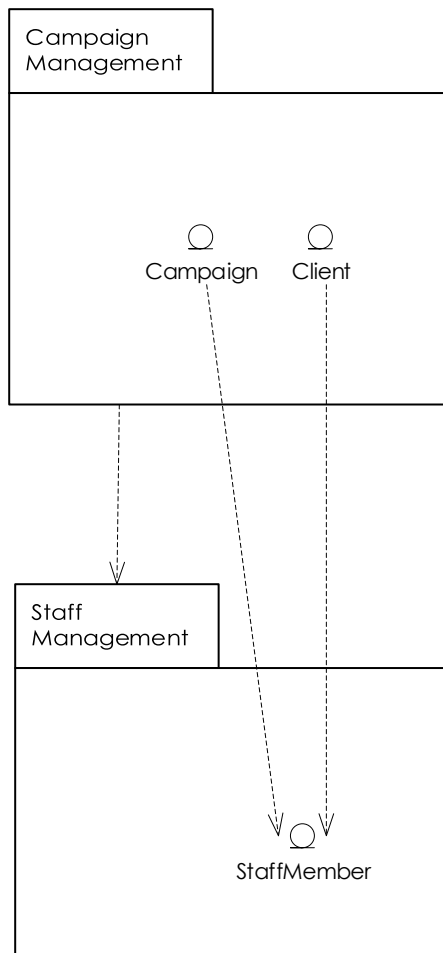 Campaign
Management
Campaign
Client
Staff
Management
StaffMember